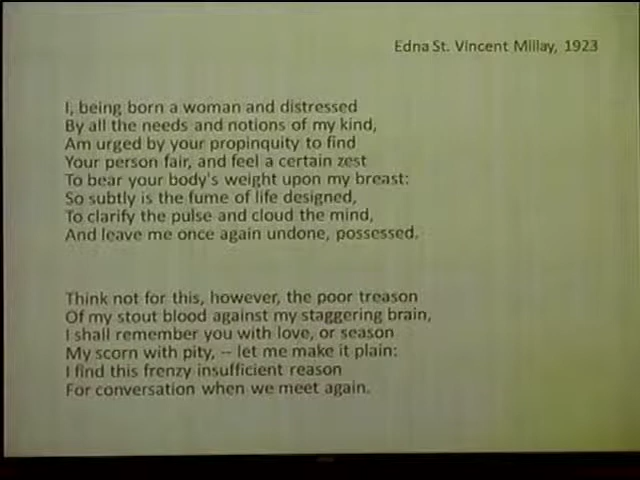 Edna St. Vincent Millay, 1923
I, being born a woman and distressed
By all the needs and notions of my kind,
Am urged by your propinquity to find
Your person fair, and feel a certain zest
To bear your body's weight upon my breast:
So subtly is the fume of life designed,
To clarify the pulse and cloud the mind,
And leave me once again undone, possessed.
Think not for this, however, the poor treason
Of my stout blood against my staggering brain,
I shall remember you with love, or season
My scorn with pity, -- let me make it plain:
I find this frenzy insufficient reason
For conversation when we meet again.